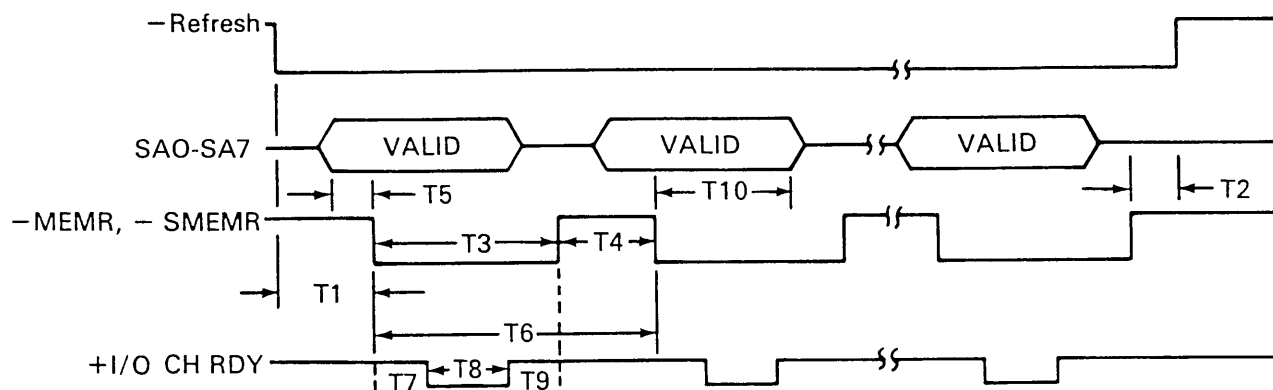 —Refresh
SAO-SA7
VALID
VALID
VALID
T5
T10
T2
—MEMR, — SMEMR
T3
T4
T1
T6
+I/O CH RDY
T7
T8
T9